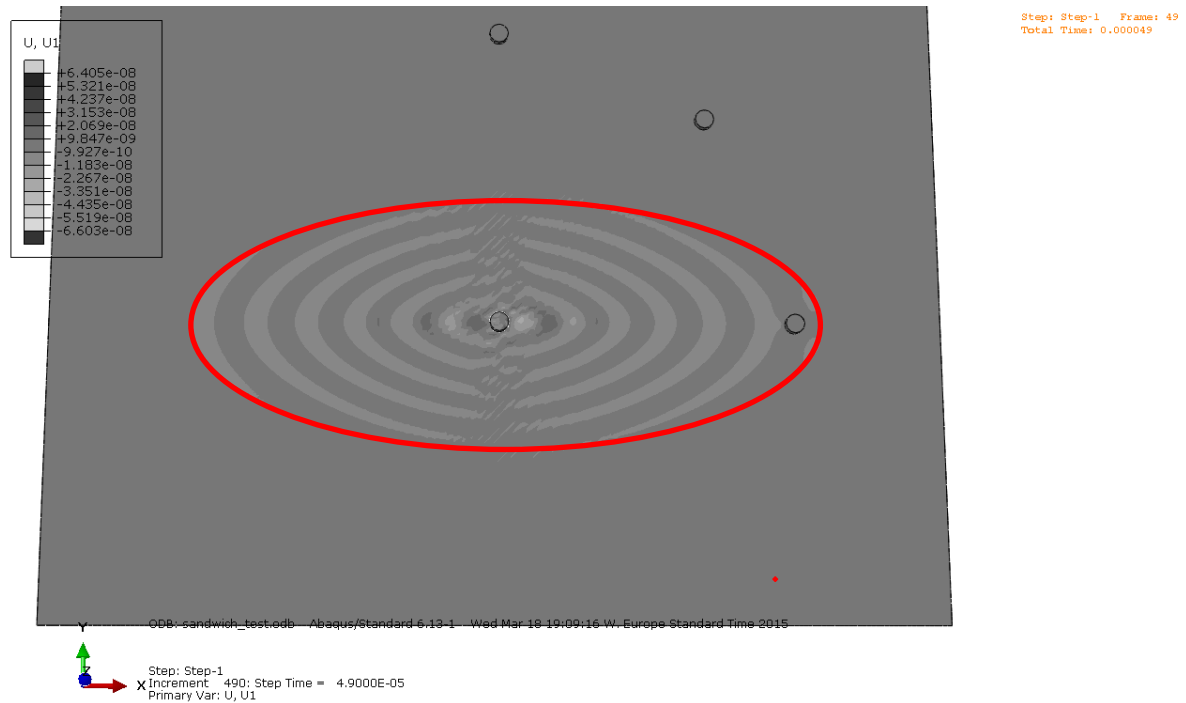 Step: Step-1 Frame: 49
Total Time: 0.000049
U, U1
+6.405e-08
+5.321e-08
+4.237e-08
+3.153e-08
+2.069e-08
+9.847e-09
-9.927e-10
-1.183e-08
-2.267e-08
-3.351e-08
-4.435e-08
-5.519e-08
-6.603e-08
ODB: sandwich_test.odb Abaqus/Standard 6.13-1 Wed Mar 18 19:09:16 W. Europe Standard Time 2015
Y
Z
X
Step: Step-1
Increment 490: Step Time = 4.9000E-05
Primary Var: U, U1